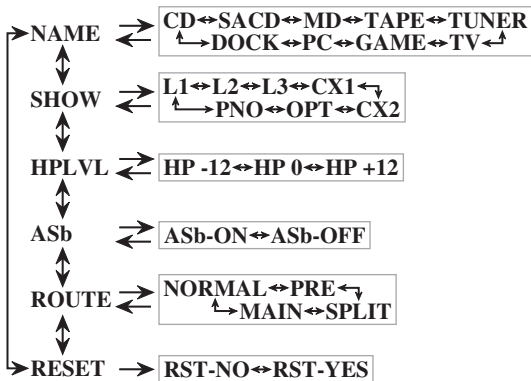 NAME CD SACD MD TAPE TUNER
DOCK PC GAME TV
SHOW L1 L2 L3 CX1
PNO OPT CX2
HPLVL HP -12 HP 0 HP +12
ASb ASb-ON ASb-OFF
ROUTE NORMAL PRE
MAIN SPLIT
RESET RST-NO RST-YES